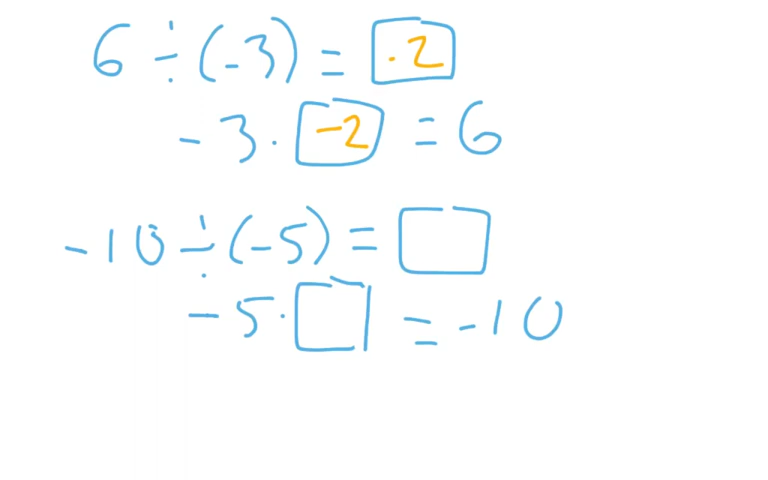 6 ÷ (-3) = -2
-3 · -2 = 6
-10 ÷ (-5) = □
-5 · □ = -10